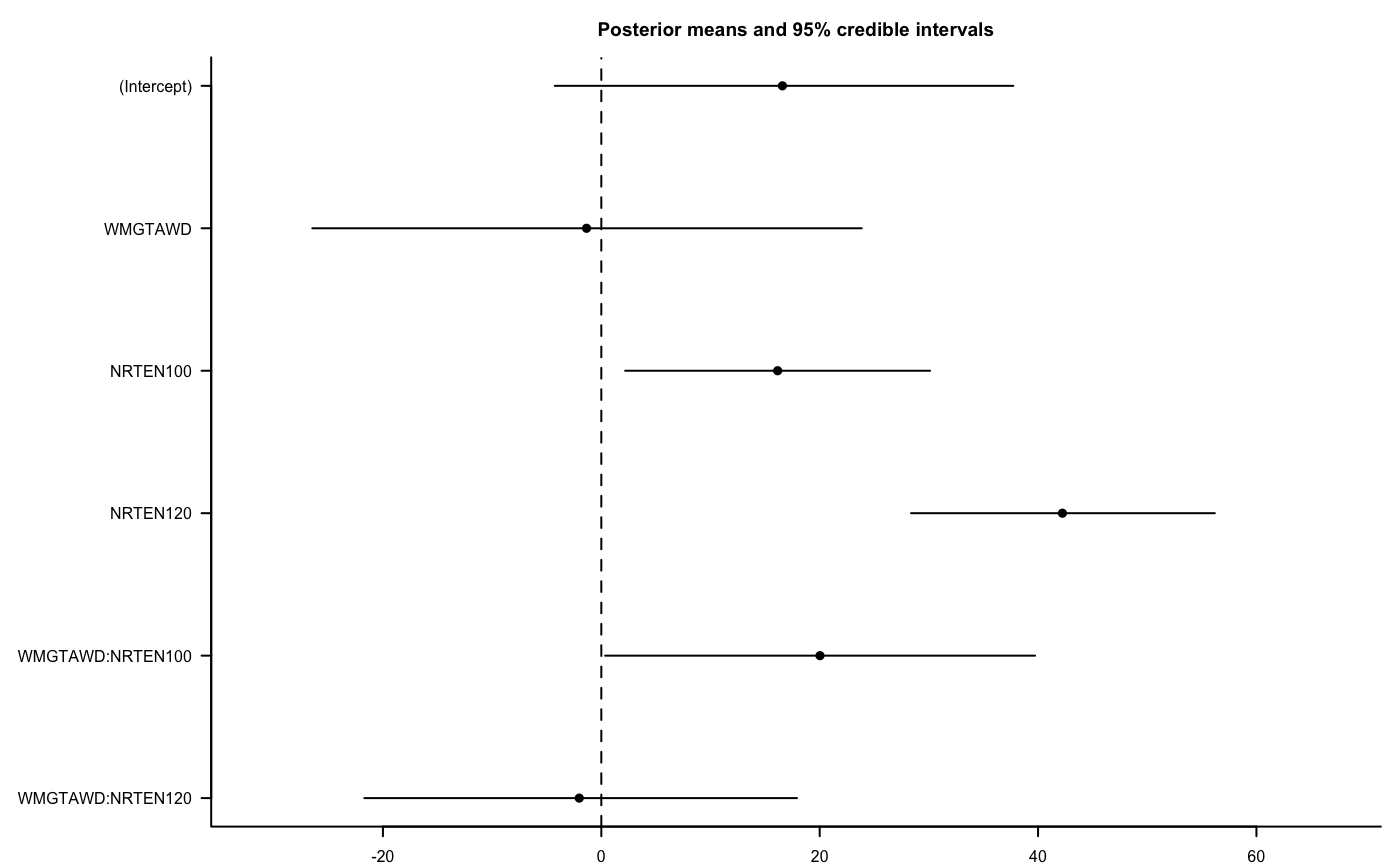 Posterior means and 95% credible intervals
(Intercept)
WMGTAWD
NRTEN100
NRTEN120
WMGTAWD:NRTEN100
WMGTAWD:NRTEN120
-20 0 20 40 60